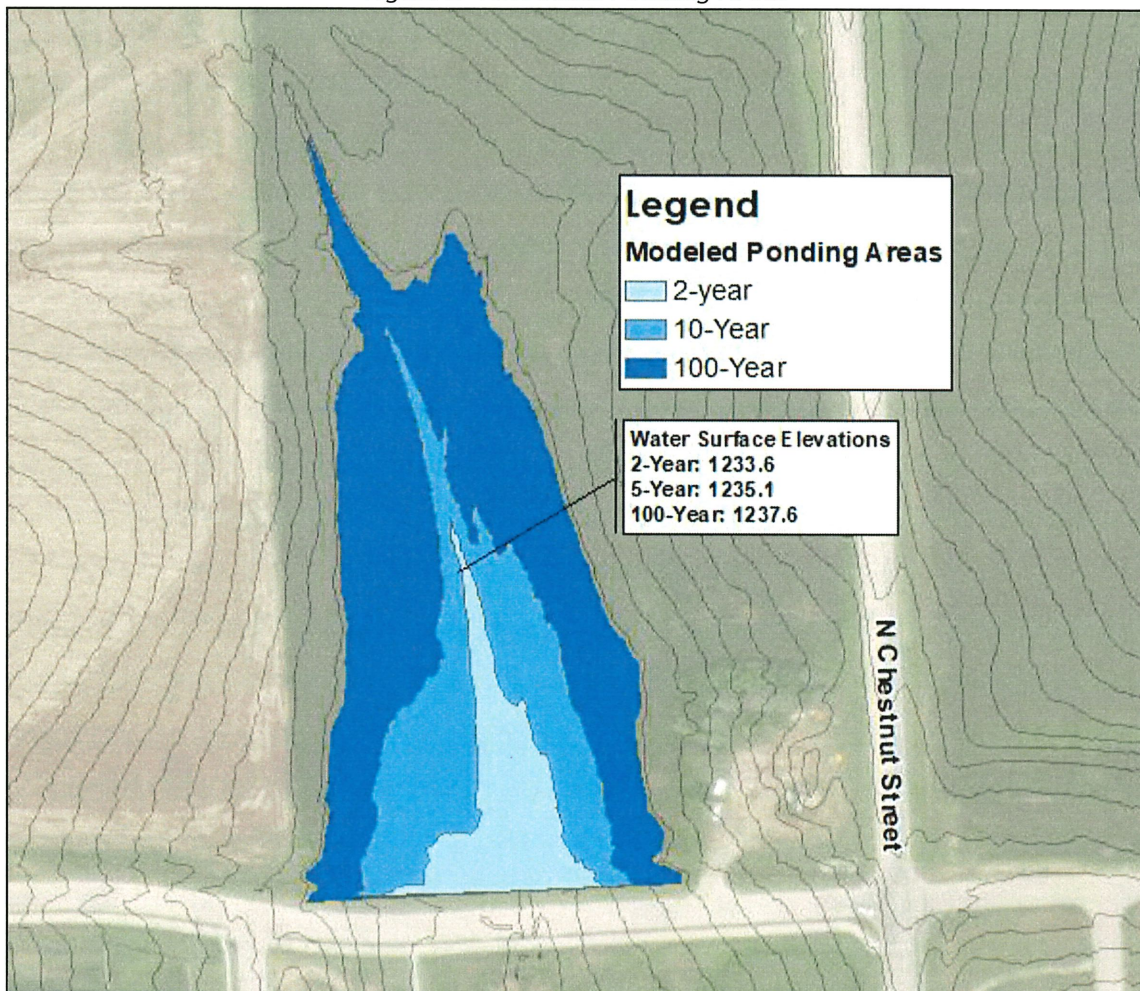 Legend
Modeled Ponding Areas
2-year
10-Year
100-Year
Water Surface Elevations
2-Year: 1233.6
5-Year: 1235.1
100-Year: 1237.6
N Chestnut Street